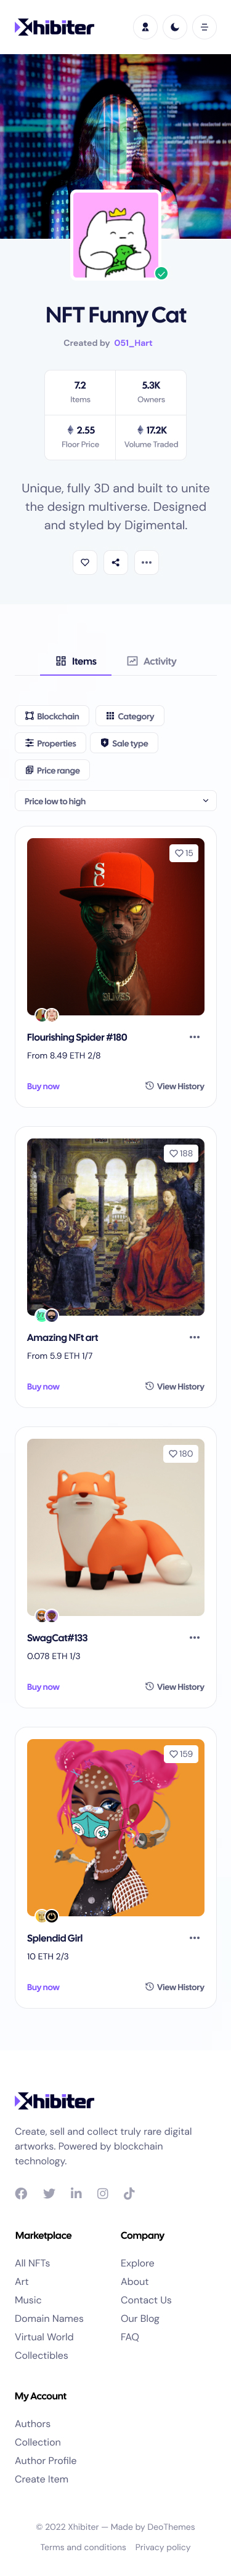 Xhibiter
NFT Funny Cat
Created by 051_Hart
7.2
Items
5.3K
Owners
2.55
Floor Price
17.2K
Volume Traded
Unique, fully 3D and built to unite
the design multiverse. Designed
and styled by Digimental.
Items
Activity
Blockchain
Category
Properties
Sale type
Price range
Price low to high
15
Flourishing Spider #180
From 8.49 ETH 2/8
Buy now
View History
188
Amazing NFt art
From 5.9 ETH 1/7
Buy now
View History
180
SwagCat#133
0.078 ETH 1/3
Buy now
View History
159
Splendid Girl
10 ETH 2/3
Buy now
View History
Xhibiter
Create, sell and collect truly rare digital
artworks. Powered by blockchain
technology.
Marketplace
All NFTs
Art
Music
Domain Names
Virtual World
Collectibles
Company
Explore
About
Contact Us
Our Blog
FAQ
My Account
Authors
Collection
Author Profile
Create Item
© 2022 Xhibiter — Made by DeoThemes
Terms and conditions Privacy policy